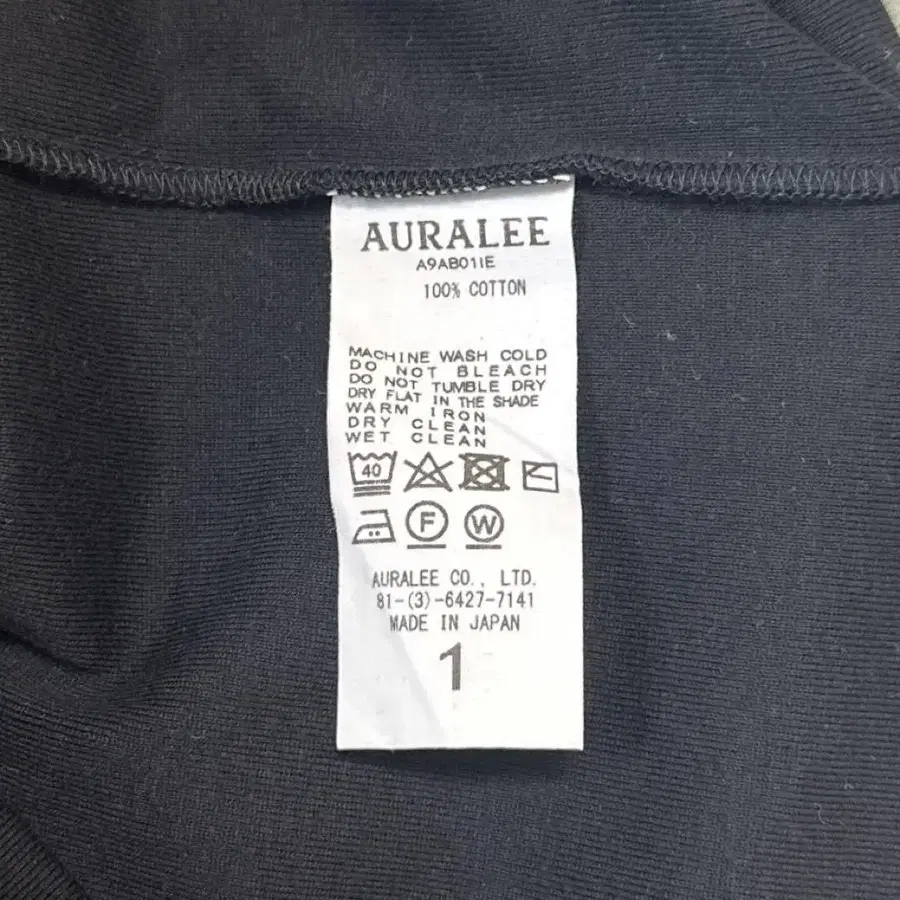 AURALEE
A9AB01IE
100% COTTON
MACHINE WASH COLD
DO NOT BLEACH
DO NOT TUMBLE DRY
DRY FLAT IN THE SHADE
WARM IRON
DRY CLEAN
WET CLEAN
40
F
W
AURALEE CO., LTD.
81-(3)-6427-7141
MADE IN JAPAN
1